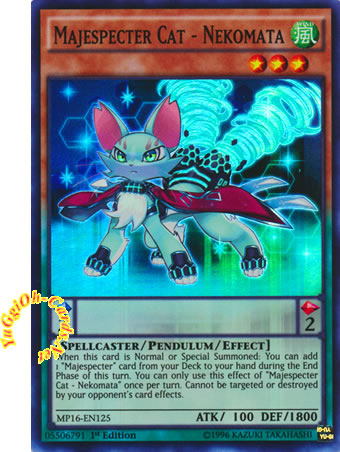 MAJESPECTER CAT - NEKOMATA
WIND
風
2
[SPELLCASTER/PENDULUM/EFFECT]
When this card is Normal or Special Summoned: You can add
1 "Majespecter" card from your Deck to your hand during the End
Phase of this turn. You can only use this effect of "Majespecter
Cat - Nekomata" once per turn. Cannot be targeted or destroyed
by your opponent's card effects.
MP16-EN125
ATK/ 100 DEF/1800
05506791 1st Edition
©1996 KAZUKI TAKAHASHI